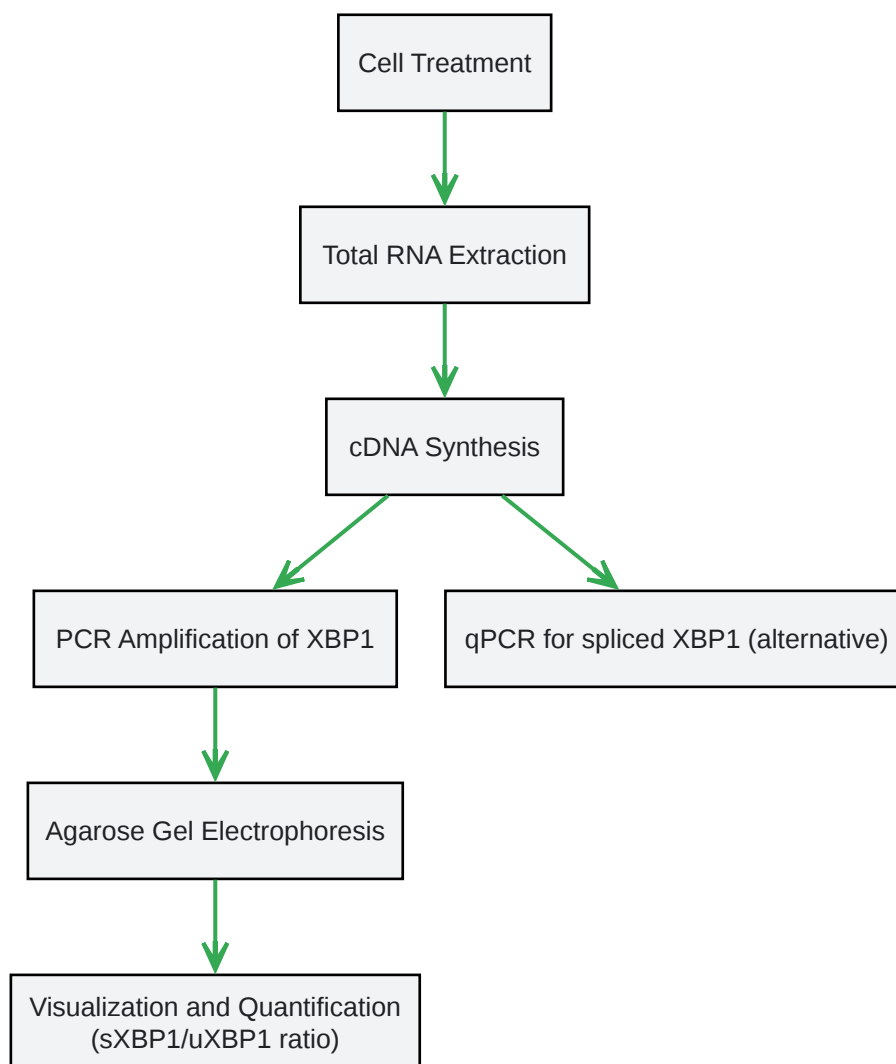 Cell Treatment
Total RNA Extraction
cDNA Synthesis
PCR Amplification of XBP1
qPCR for spliced XBP1 (alternative)
Agarose Gel Electrophoresis
Visualization and Quantification
(sXBP1/uXBP1 ratio)